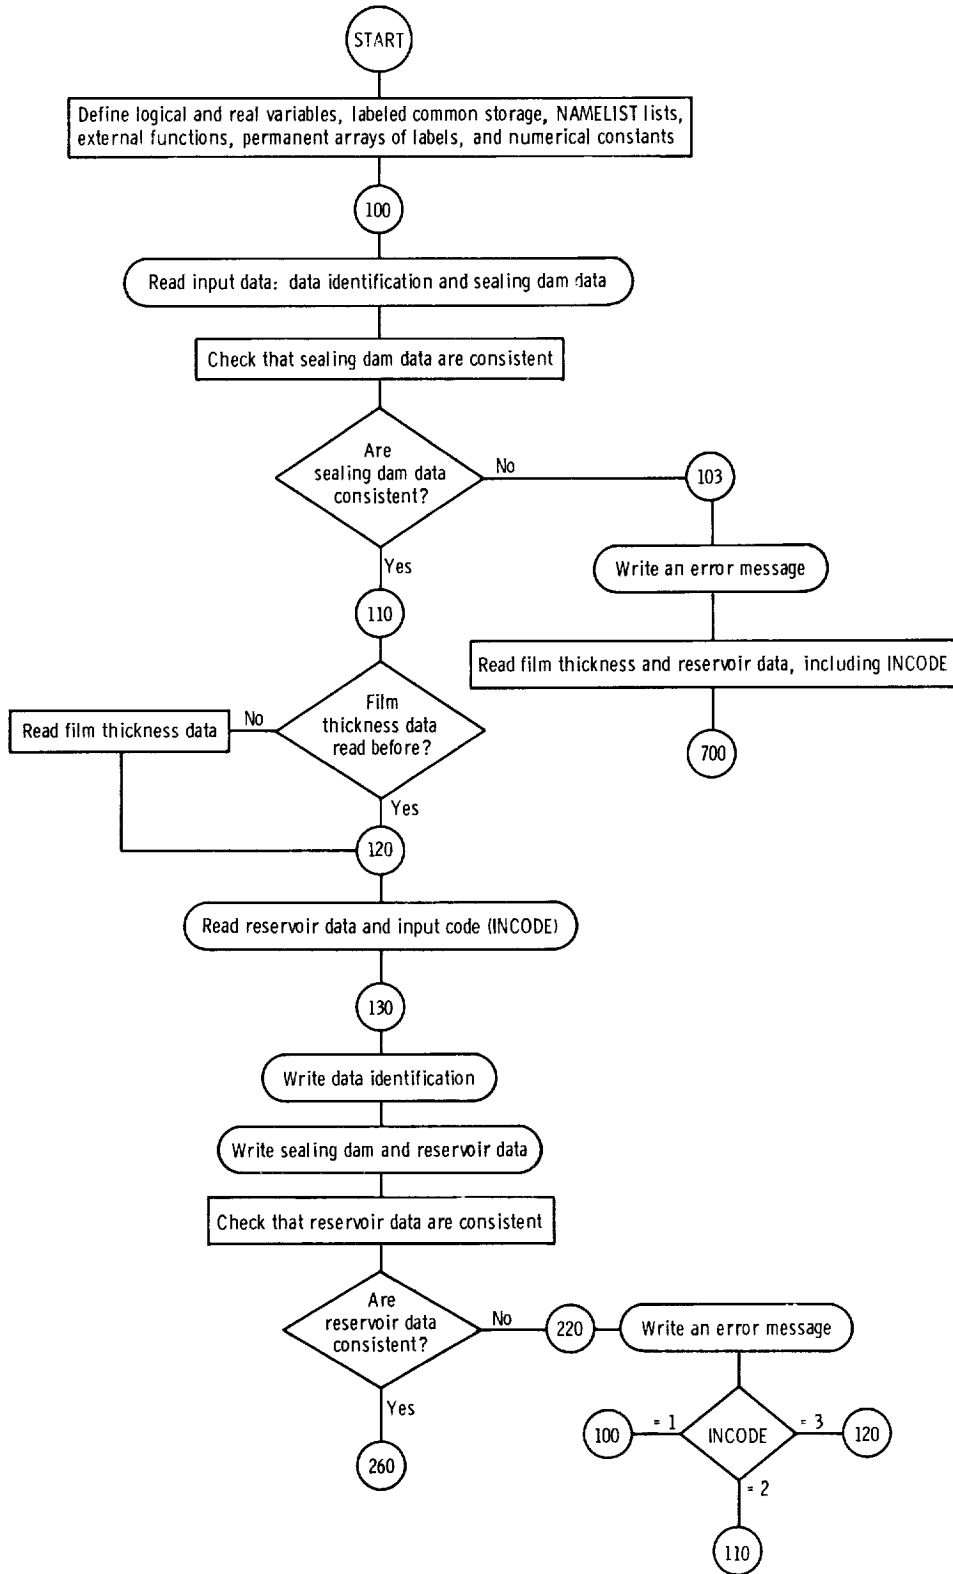 START
Define logical and real variables, labeled common storage, NAMELIST lists,
external functions, permanent arrays of labels, and numerical constants
100
Read input data: data identification and sealing dam data
Check that sealing dam data are consistent
Are
sealing dam data
consistent?
No
103
Yes
Write an error message
110
Read film thickness and reservoir data, including INCODE
Film
thickness data
read before?
No
Read film thickness data
700
Yes
120
Read reservoir data and input code (INCODE)
130
Write data identification
Write sealing dam and reservoir data
Check that reservoir data are consistent
Are
reservoir data
consistent?
No
220
Write an error message
Yes
100
= 1
INCODE
= 3
120
260
= 2
110